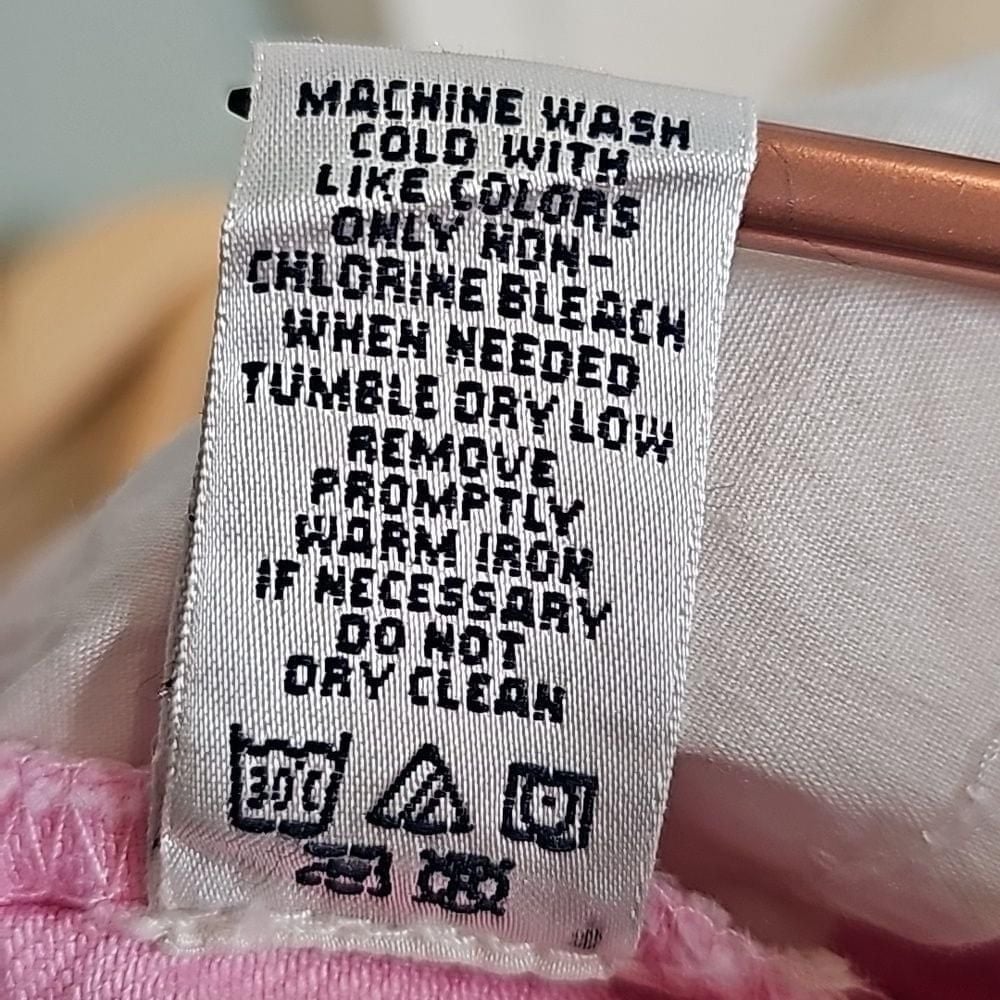 MACHINE WASH
COLD WITH
LIKE COLORS
ONLY NON-
CHLORINE BLEACH
WHEN NEEDED
TUMBLE DRY LOW
REMOVE
PROMPTLY
WARM IRON
IF NECESSARY
DO NOT
DRY CLEAN
30C